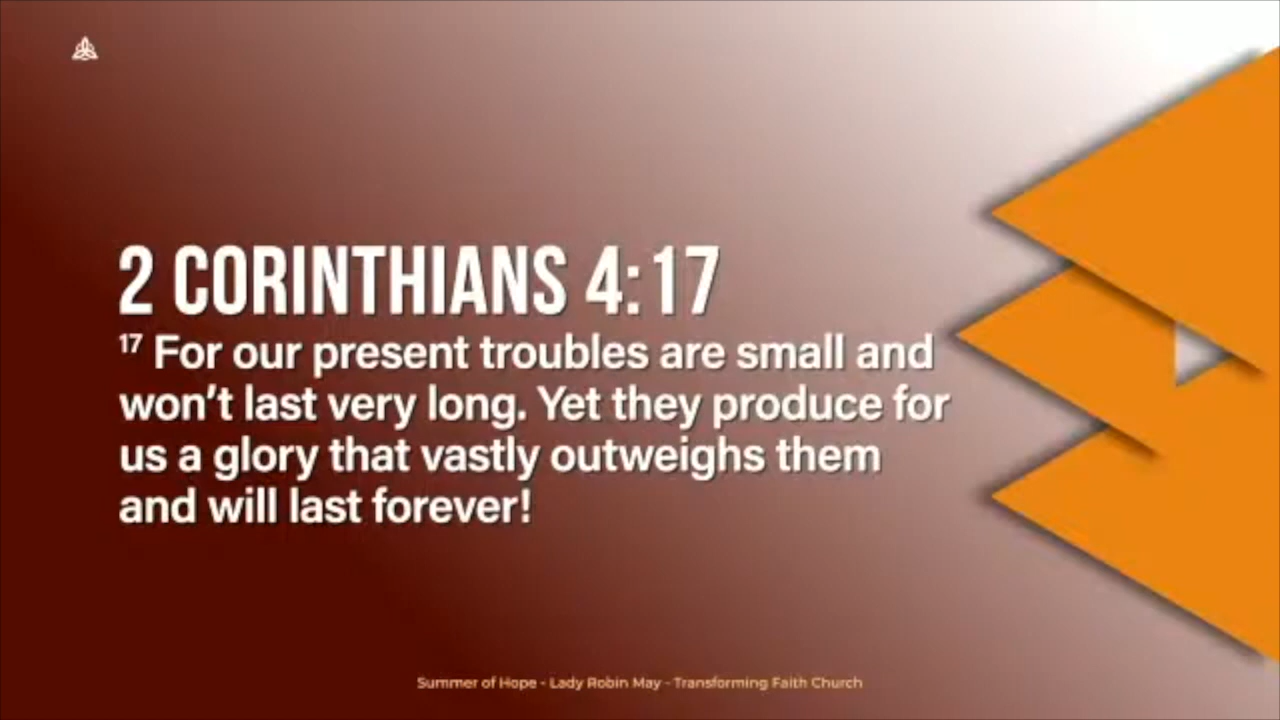 2 CORINTHIANS 4:17
17 For our present troubles are small and
won’t last very long. Yet they produce for
us a glory that vastly outweighs them
and will last forever!
Summer of Hope - Lady Robin May - Transforming Faith Church